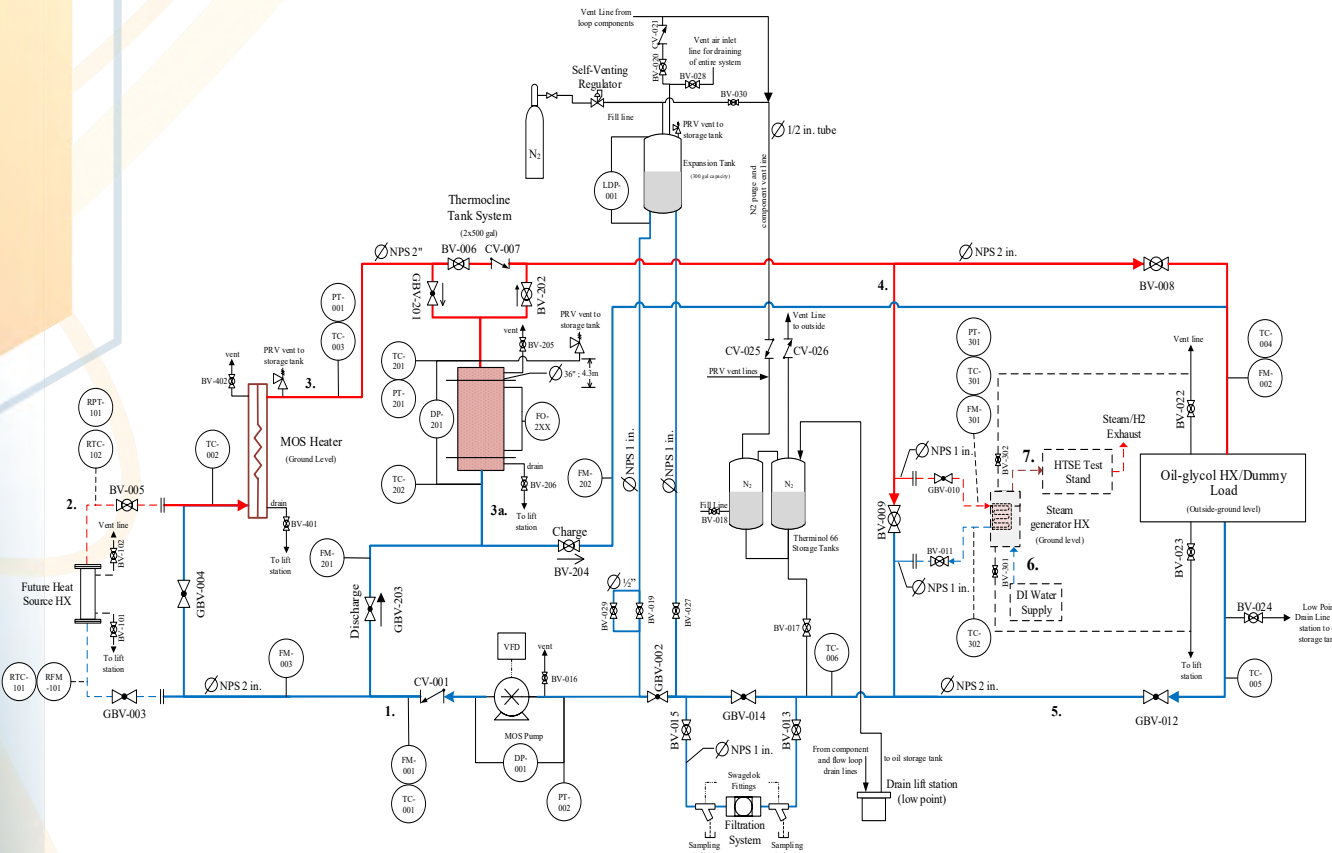 Vent Line from
loop components
CV-021
BV-020
Vent air inlet
line for draining
of entire system
BV-028
Self-Venting
Regulator
BV-030
Fill line
N2
PRV vent to
storage tank
∅ 1/2 in. tube
Expansion Tank
(300 gal capacity)
LDP-
001
N2 purge and
component vent line
Thermocline
Tank System
(2x500 gal)
∅ NPS 2"
BV-006
CV-007
∅ NPS 2 in.
BV-008
GBV-201
BV-202
4.
PT-
001
TC-
003
PRV vent to
storage tank
vent
BV-205
Vent Line
to outside
CV-025
CV-026
PRV vent lines
PT-
301
TC-
301
FM-
301
Vent line
TC-
004
FM-
002
BV-022
vent
BV-402
PRV vent to
storage tank
3.
TC-
201
PT-
201
∅ 36" ; 4.3m
DP-
201
FO-
2XX
RPT-
101
RTC-
102
TC-
002
MOS Heater
(Ground Level)
Steam/H2
Exhaust
7.
HTSE Test
Stand
BV-302
∅ NPS 1 in.
GBV-010
Oil-glycol HX/Dummy
Load
(Outside-ground level)
Steam
generator HX
(Ground level)
2.
BV-005
TC-
202
drain
BV-206
To lift
station
FM-
202
∅ NPS 1 in.
∅ NPS 1 in.
N2
N2
Fill Line
BV-018
Therminol 66
Storage Tanks
BV-009
drain
BV-401
To lift
station
3a.
Charge
BV-204
Vent line
BV-102
Future Heat
Source HX
BV-101
To lift
station
GBV-004
FM-
201
Discharge
GBV-203
∅ ½"
BV-029
BV-019
BV-027
BV-011
∅ NPS 1 in.
BV-301
6.
DI Water
Supply
BV-023
BV-024
Low Point
Drain Line
station to
storage tan
BV-017
TC-
006
TC-
302
To lift
station
RTC-
101
RFM
-101
GBV-003
∅ NPS 2 in.
FM-
003
VFD
vent
BV-016
CV-001
1.
GBV-002
GBV-014
∅ NPS 2 in.
5.
GBV-012
TC-
005
MOS Pump
DP-
001
PT-
002
FM-
001
TC-
001
BV-015
BV-013
∅ NPS 1 in.
From component
and flow loop
drain lines
to oil storage tank
Swagelok
Fittings
Filtration
System
Sampling
Sampling
Drain lift station
(low point)